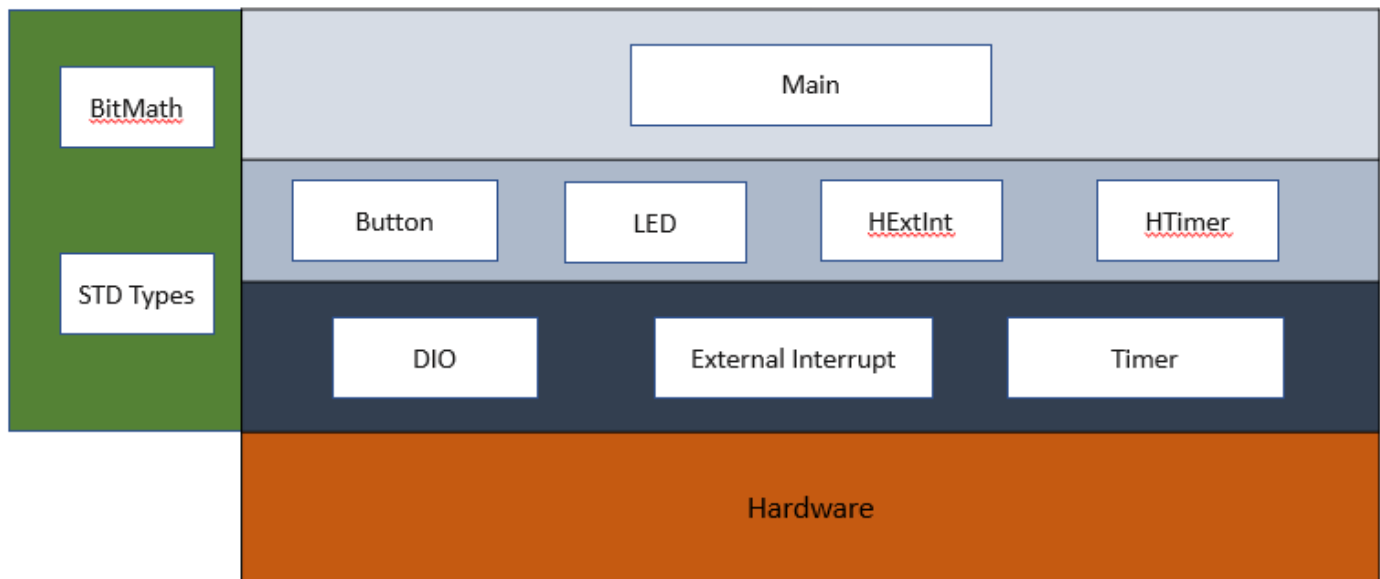 BitMath
STD Types
Main
Button
LED
HExtInt
HTimer
DIO
External Interrupt
Timer
Hardware